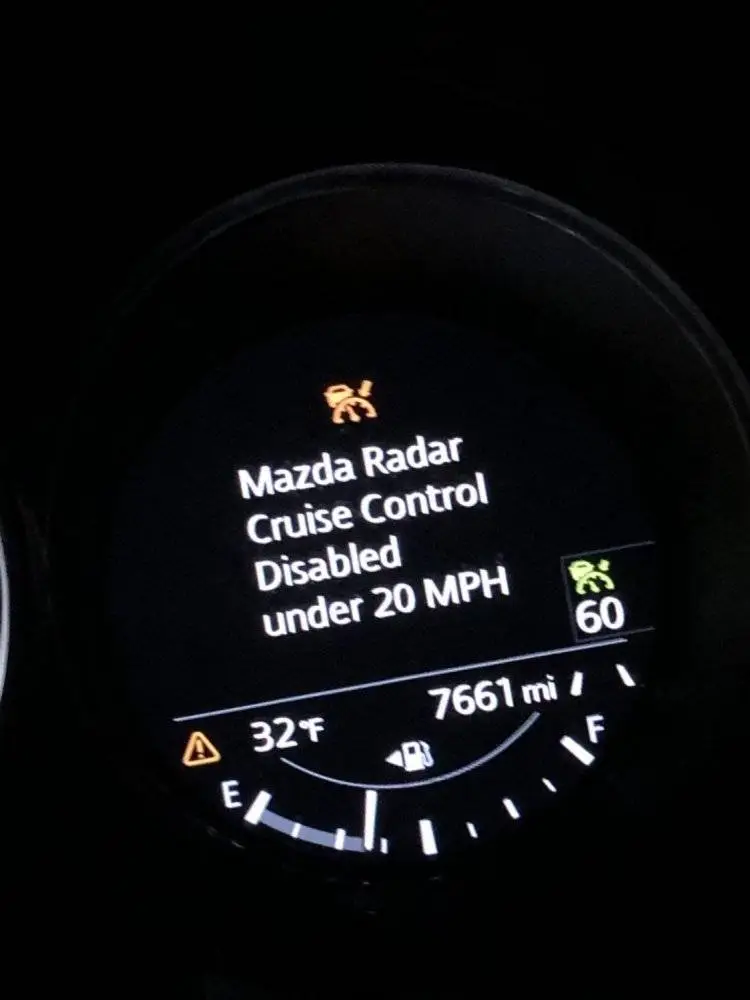 Mazda Radar
Cruise Control
Disabled
under 20 MPH
60
32°F
7661 mi
E
F